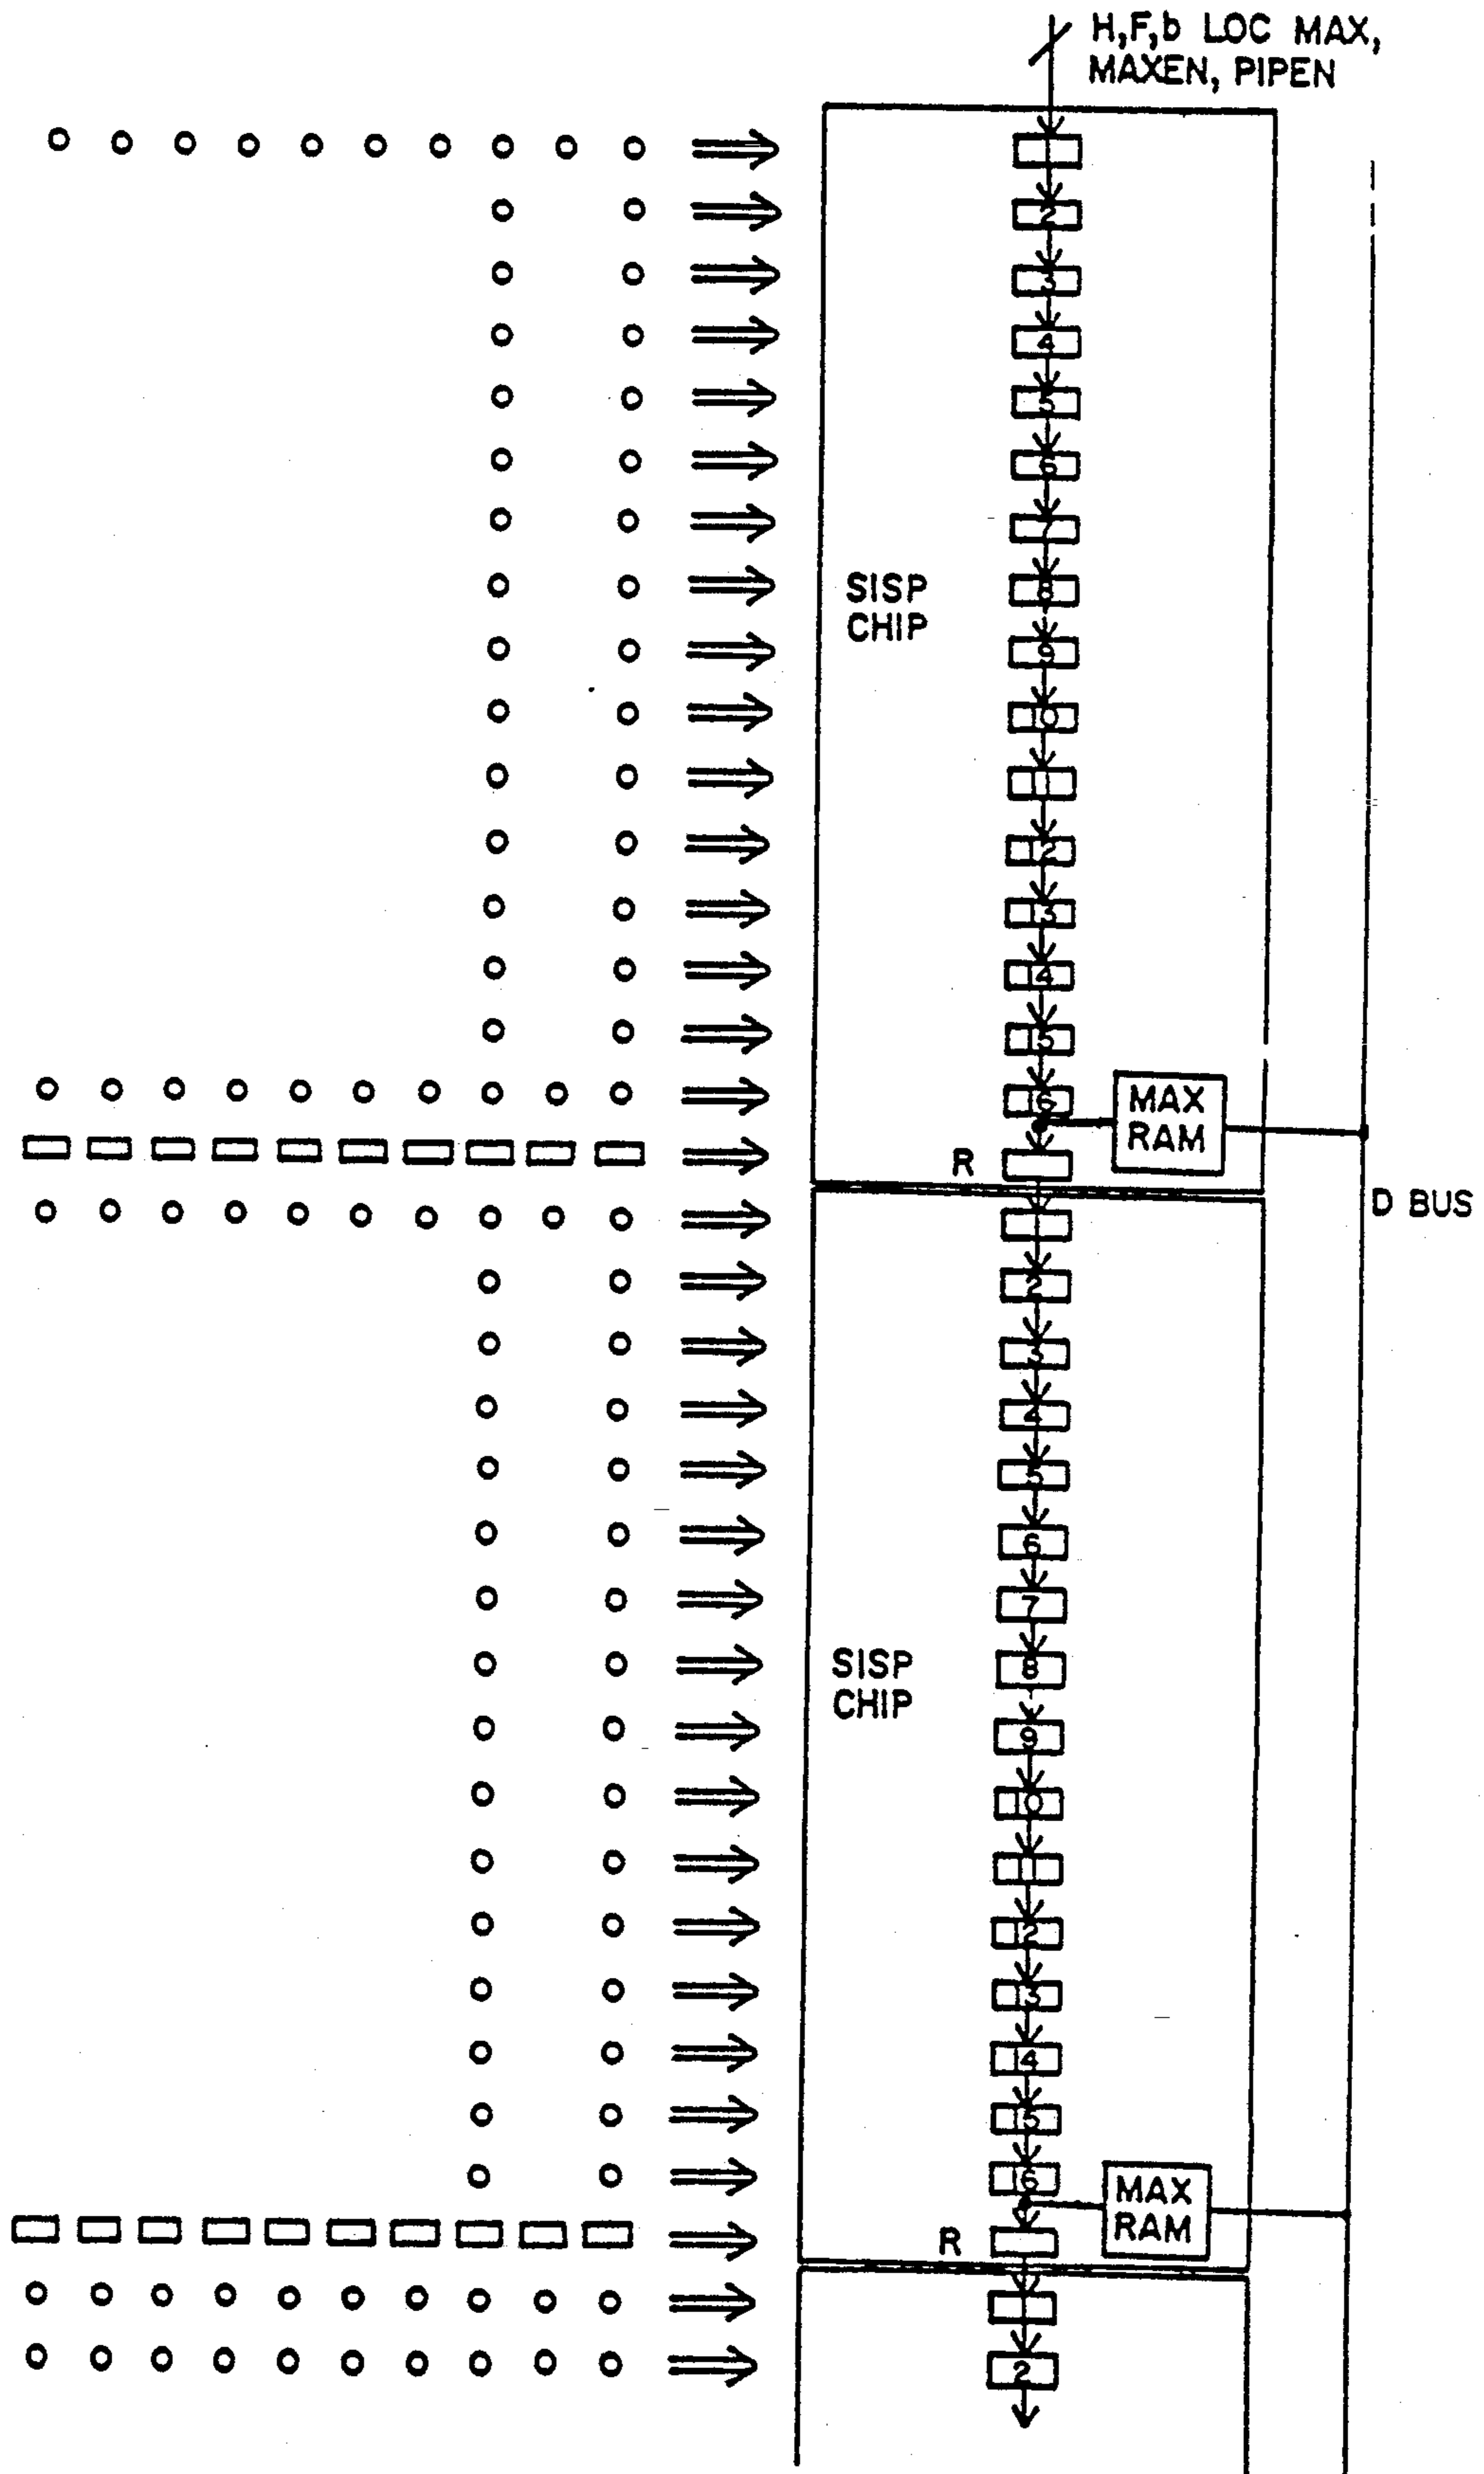 H,F,b LOC MAX,
MAXEN, PIPEN
1
2
3
4
5
6
7
8
SISP
CHIP
9
10
11
12
13
14
15
16
MAX
RAM
R
D BUS
1
2
3
4
5
6
7
8
SISP
CHIP
9
10
11
12
13
14
15
16
MAX
RAM
R
1
2